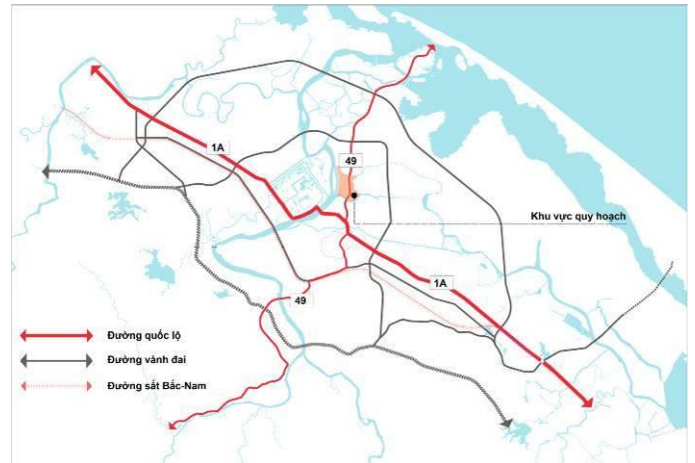 1A
49
Khu vực quy hoạch
1A
49
Đường quốc lộ
Đường vành đai
Đường sắt Bắc-Nam